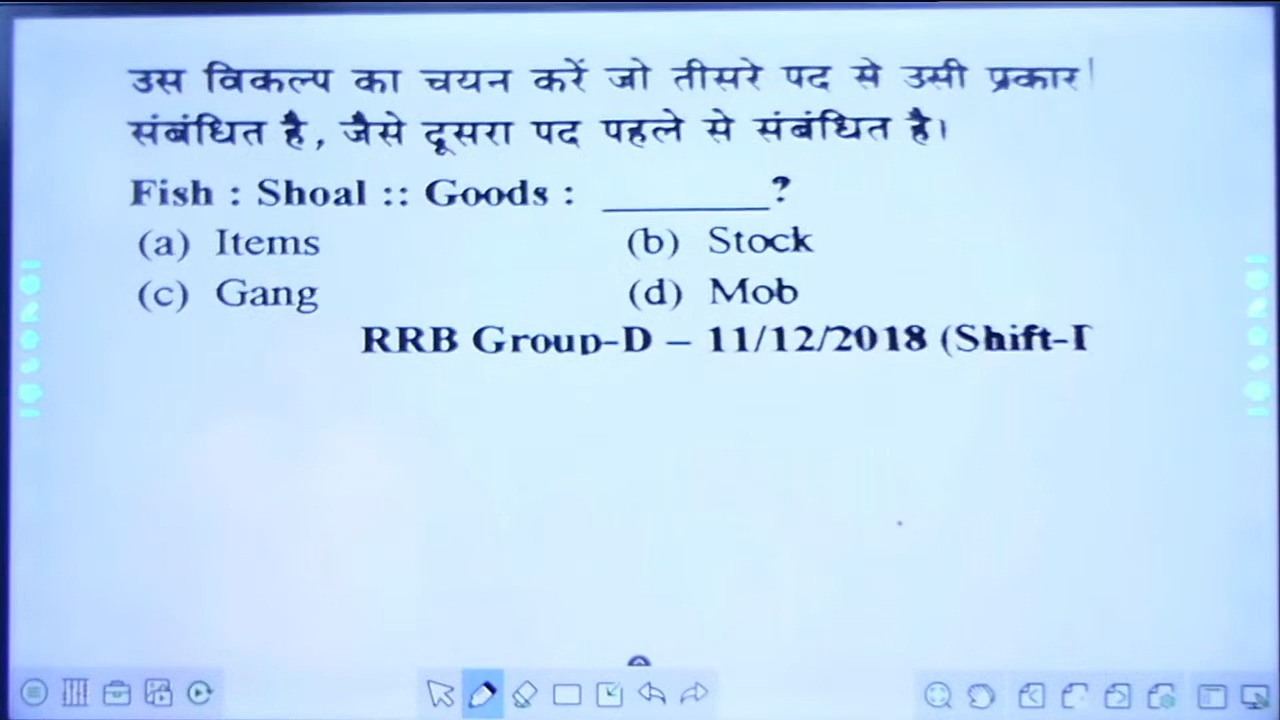 उस विकल्प का चयन करें जो तीसरे पद से उसी प्रकार
संबंधित है, जैसे दूसरा पद पहले से संबंधित है।
Fish : Shoal :: Goods : ________?
(a) Items (b) Stock
(c) Gang (d) Mob
RRB Group-D – 11/12/2018 (Shift-I